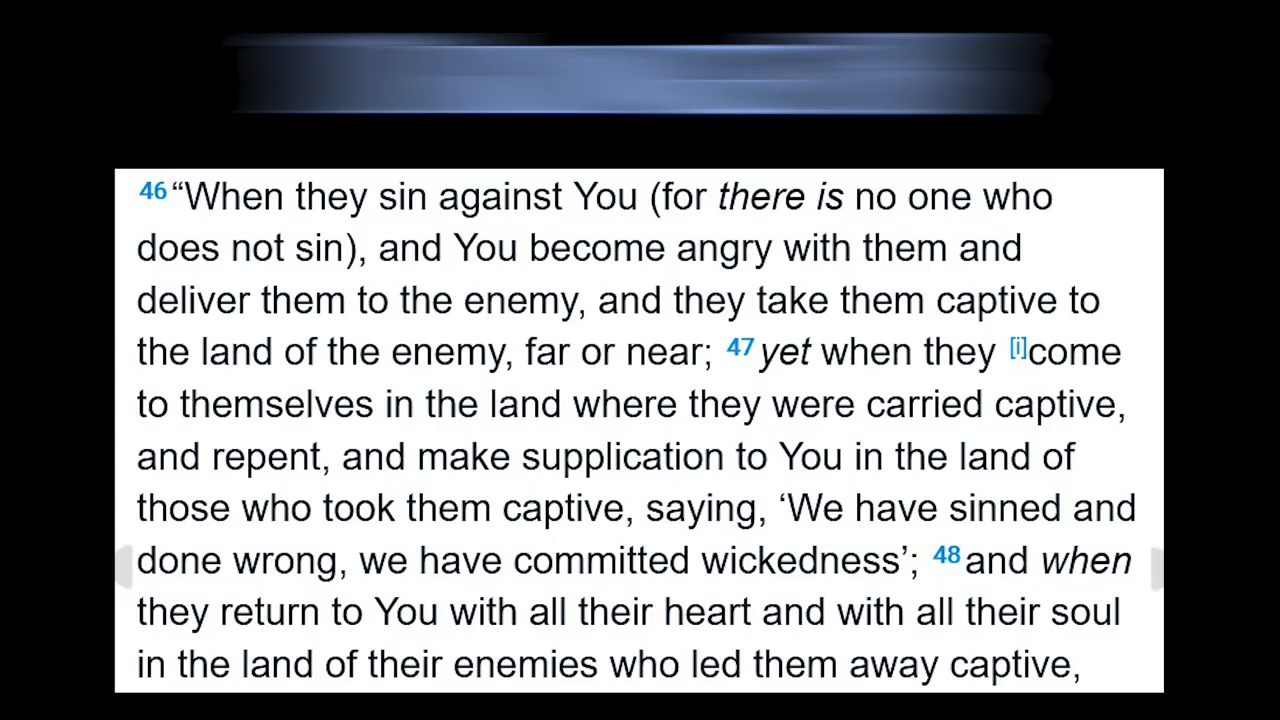 46 “When they sin against You (for there is no one who
does not sin), and You become angry with them and
deliver them to the enemy, and they take them captive to
the land of the enemy, far or near; 47 yet when they [i]come
to themselves in the land where they were carried captive,
and repent, and make supplication to You in the land of
those who took them captive, saying, ‘We have sinned and
done wrong, we have committed wickedness’; 48 and when
they return to You with all their heart and with all their soul
in the land of their enemies who led them away captive,